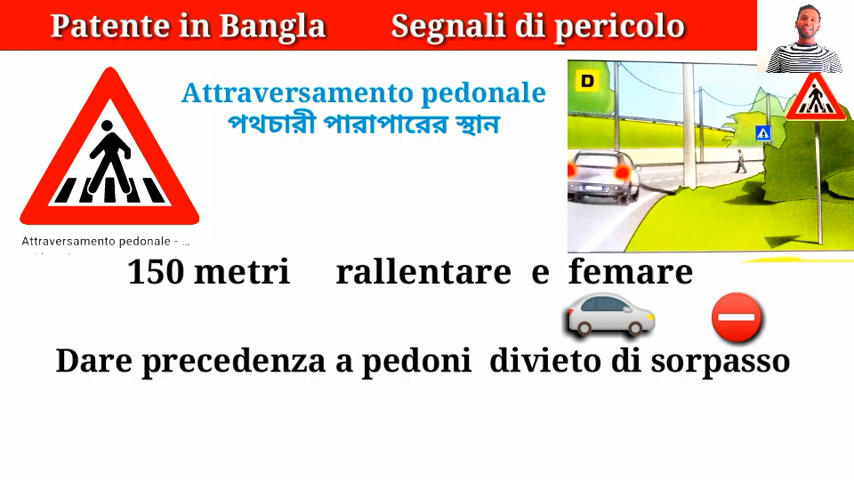 Patente in Bangla Segnali di pericolo
Attraversamento pedonale
পথচারী পারাপারের স্থান
D
Attraversamento pedonale - ...
150 metri rallentare e femare
Dare precedenza a pedoni divieto di sorpasso